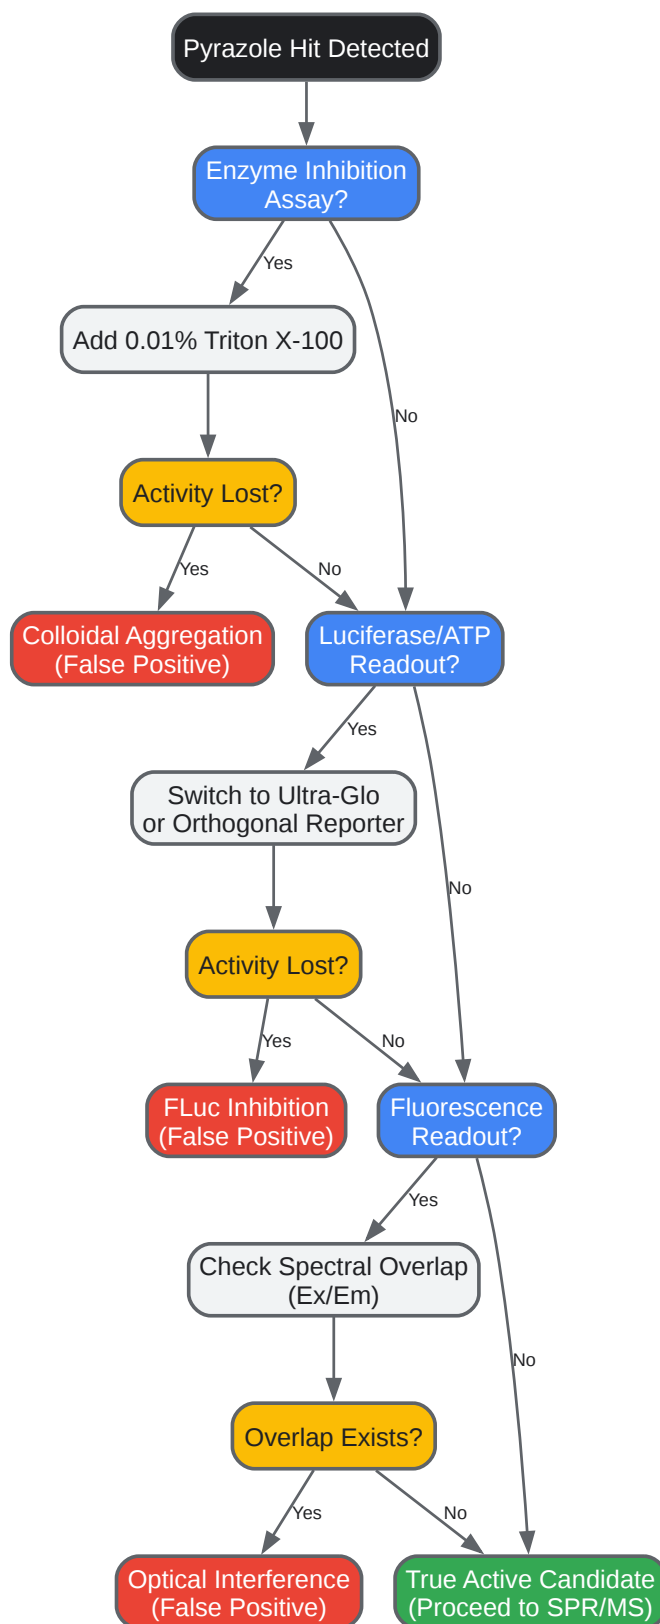 Pyrazole Hit Detected
Enzyme Inhibition
Assay?
Yes
Add 0.01% Triton X-100
No
Activity Lost?
Yes
No
Colloidal Aggregation
(False Positive)
Luciferase/ATP
Readout?
Yes
Switch to Ultra-Glo
or Orthogonal Reporter
No
Activity Lost?
Yes
No
FLuc Inhibition
(False Positive)
Fluorescence
Readout?
Yes
Check Spectral Overlap
(Ex/Em)
No
Overlap Exists?
Yes
No
Optical Interference
(False Positive)
True Active Candidate
(Proceed to SPR/MS)